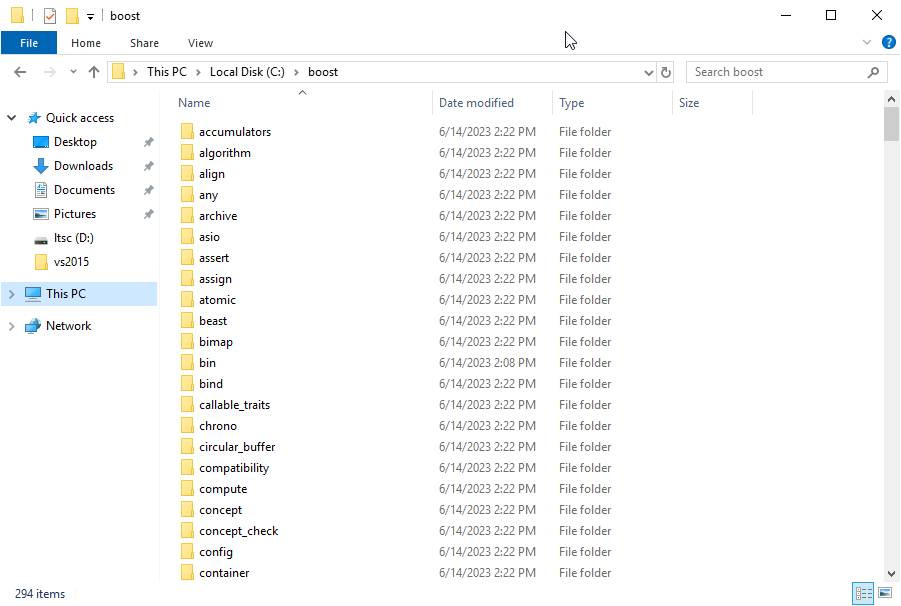 boost
File Home Share View
This PC Local Disk (C:) boost Search boost
Name Date modified Type Size
Quick access
Desktop
Downloads
Documents
Pictures
ltsc (D:)
vs2015
This PC
Network
accumulators 6/14/2023 2:22 PM File folder
algorithm 6/14/2023 2:22 PM File folder
align 6/14/2023 2:22 PM File folder
any 6/14/2023 2:22 PM File folder
archive 6/14/2023 2:22 PM File folder
asio 6/14/2023 2:22 PM File folder
assert 6/14/2023 2:22 PM File folder
assign 6/14/2023 2:22 PM File folder
atomic 6/14/2023 2:22 PM File folder
beast 6/14/2023 2:22 PM File folder
bimap 6/14/2023 2:22 PM File folder
bin 6/14/2023 2:08 PM File folder
bind 6/14/2023 2:22 PM File folder
callable_traits 6/14/2023 2:22 PM File folder
chrono 6/14/2023 2:22 PM File folder
circular_buffer 6/14/2023 2:22 PM File folder
compatibility 6/14/2023 2:22 PM File folder
compute 6/14/2023 2:22 PM File folder
concept 6/14/2023 2:22 PM File folder
concept_check 6/14/2023 2:22 PM File folder
config 6/14/2023 2:22 PM File folder
container 6/14/2023 2:22 PM File folder
294 items